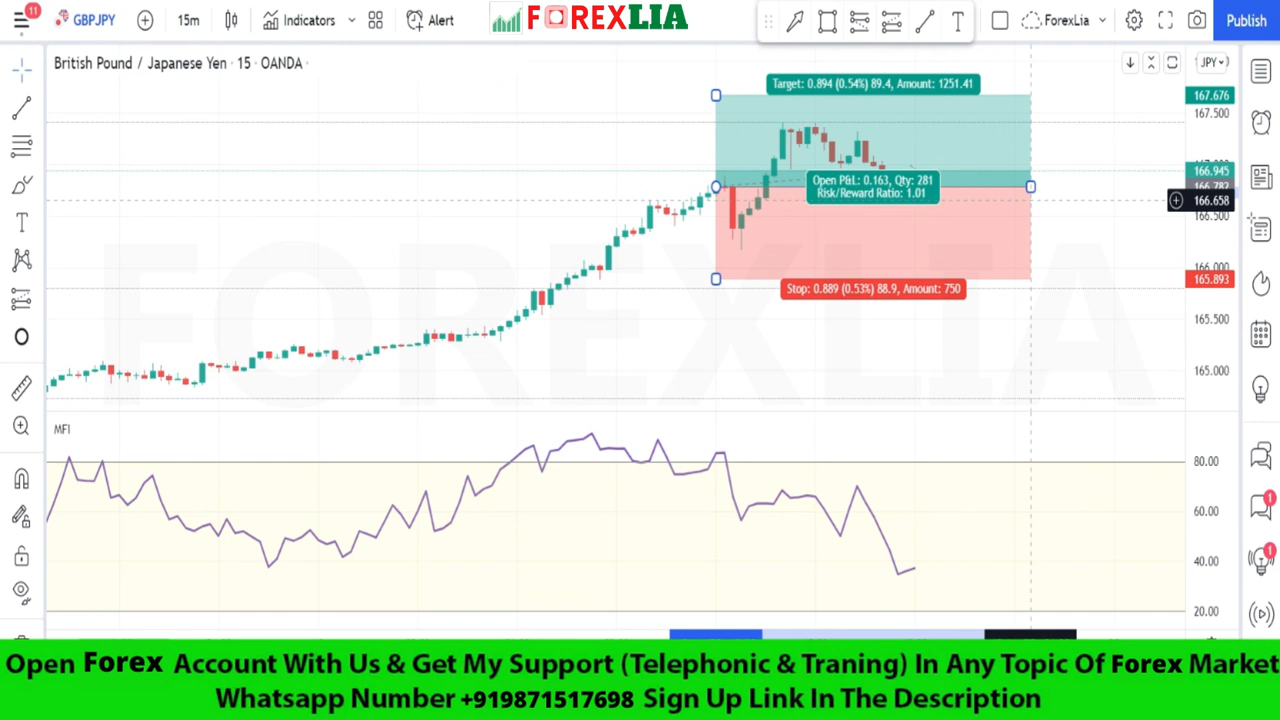 11
GBPJPY
15m
Indicators
Alert
FOREXLIA
T
ForexLia
Publish
British Pound / Japanese Yen · 15 · OANDA
JPY
Target: 0.894 (0.54%) 89.4, Amount: 1251.41
167.676
167.500
166.945
Open P&L: 0.163, Qty: 281
Risk/Reward Ratio: 1.01
166.782
166.658
166.500
166.000
165.893
Stop: 0.889 (0.53%) 88.9, Amount: 750
165.500
165.000
FOREXLIA
MFI
80.00
60.00
40.00
20.00
1
1
Open Forex Account With Us & Get My Support (Telephonic & Traning) In Any Topic Of Forex Market
Whatsapp Number +919871517698 Sign Up Link In The Description